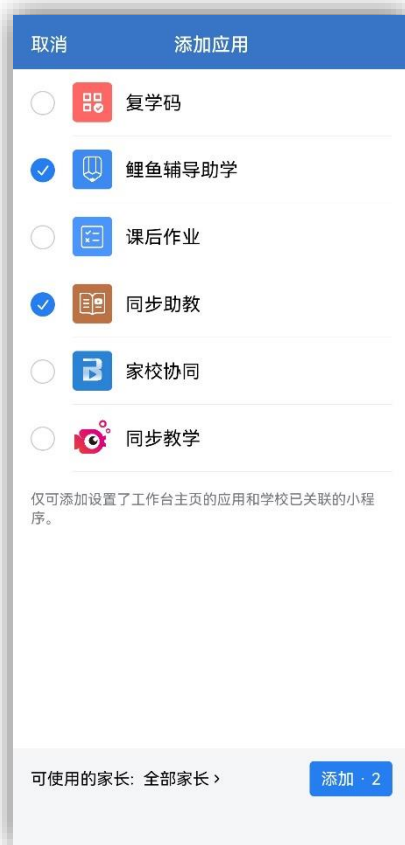 取消 添加应用
复学码
鲤鱼辅导助学
课后作业
同步助教
家校协同
同步教学
仅可添加设置了工作台主页的应用和学校已关联的小程
序。
可使用的家长: 全部家长 › 添加 · 2